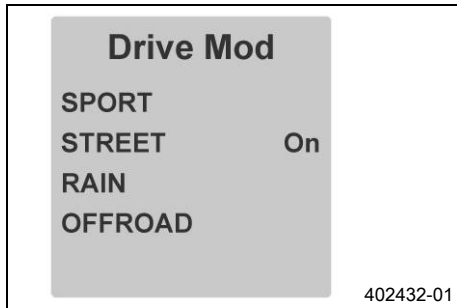 Drive Mod
SPORT
STREET On
RAIN
OFFROAD
402432-01